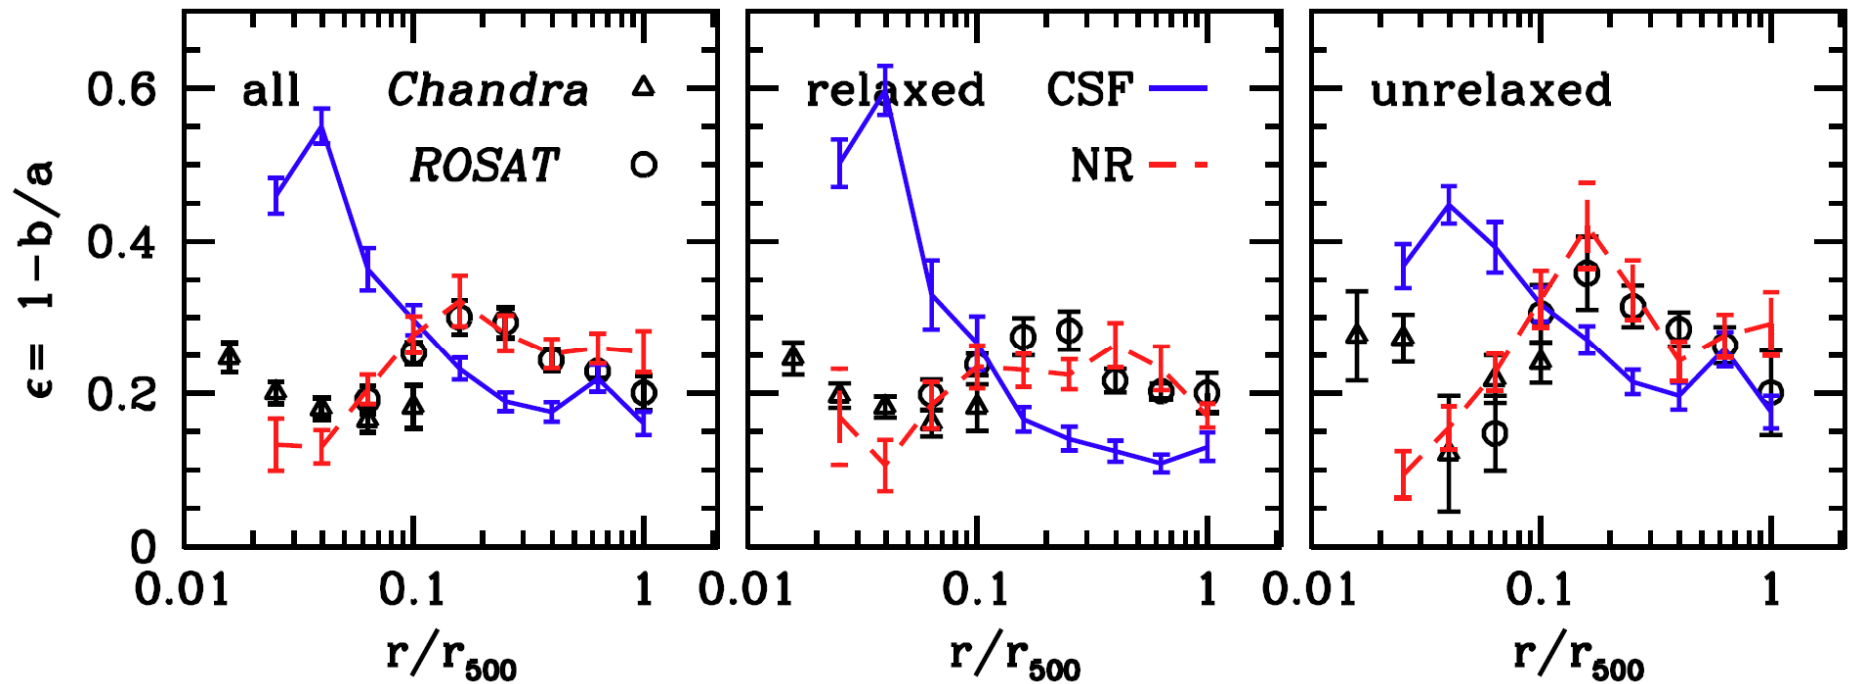 ϵ= 1−b/a
0.6
0.4
0.2
0
all
Chandra
ROSAT
0.01
0.1
1
r/r500
relaxed
CSF
NR
0.01
0.1
1
r/r500
unrelaxed
0.01
0.1
1
r/r500